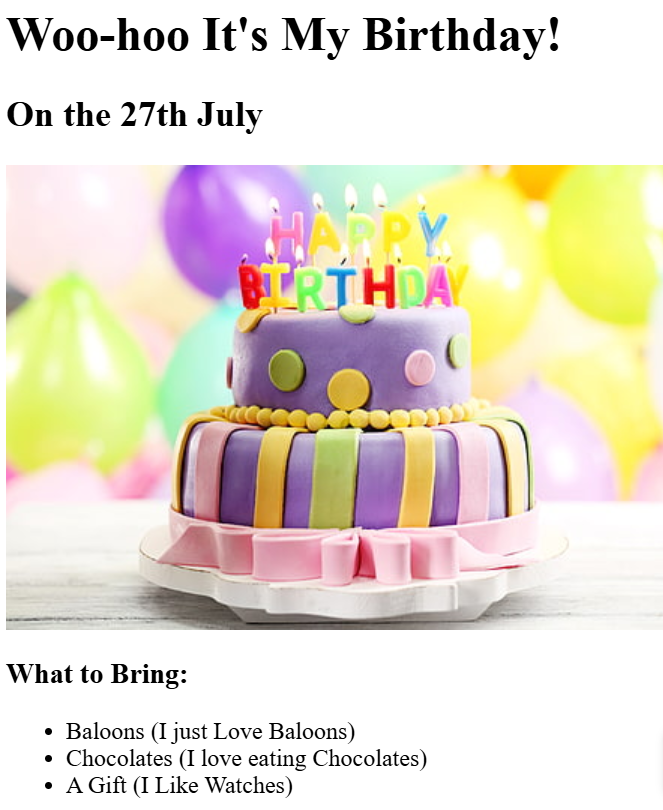 Woo-hoo It's My Birthday!
On the 27th July
HAPPY
BIRTHDAY
What to Bring:
• Baloons (I just Love Baloons)
• Chocolates (I love eating Chocolates)
• A Gift (I Like Watches)